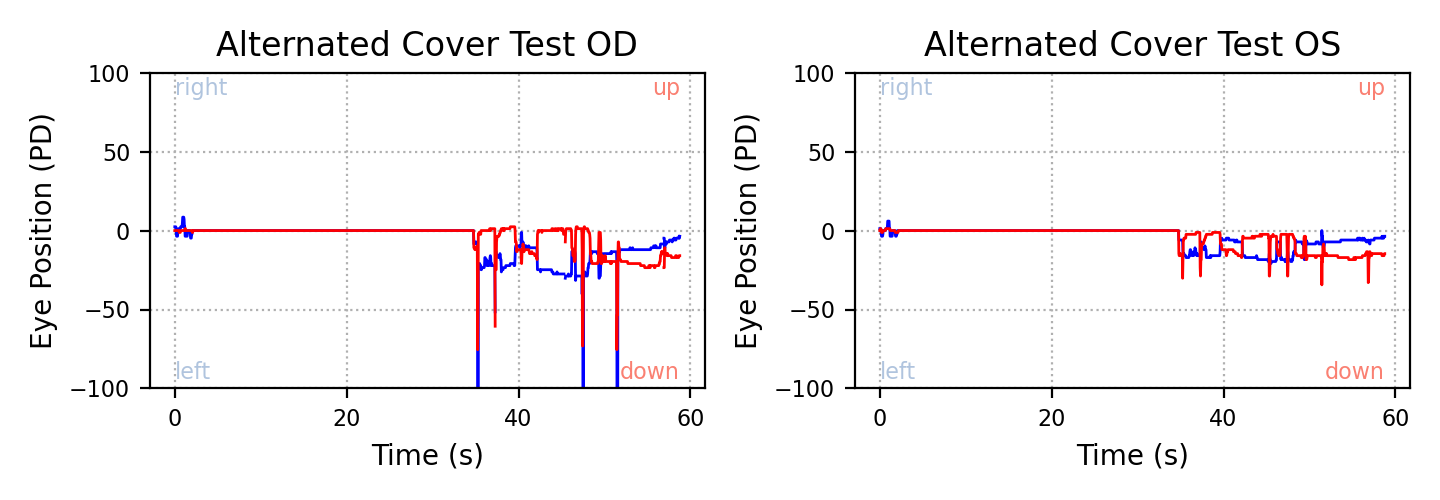 Alternated Cover Test OD
Alternated Cover Test OS
100
50
0
−50
−100
right
up
left
down
0
20
40
60
Time (s)
Eye Position (PD)
100
50
0
−50
−100
right
up
left
down
0
20
40
60
Time (s)
Eye Position (PD)